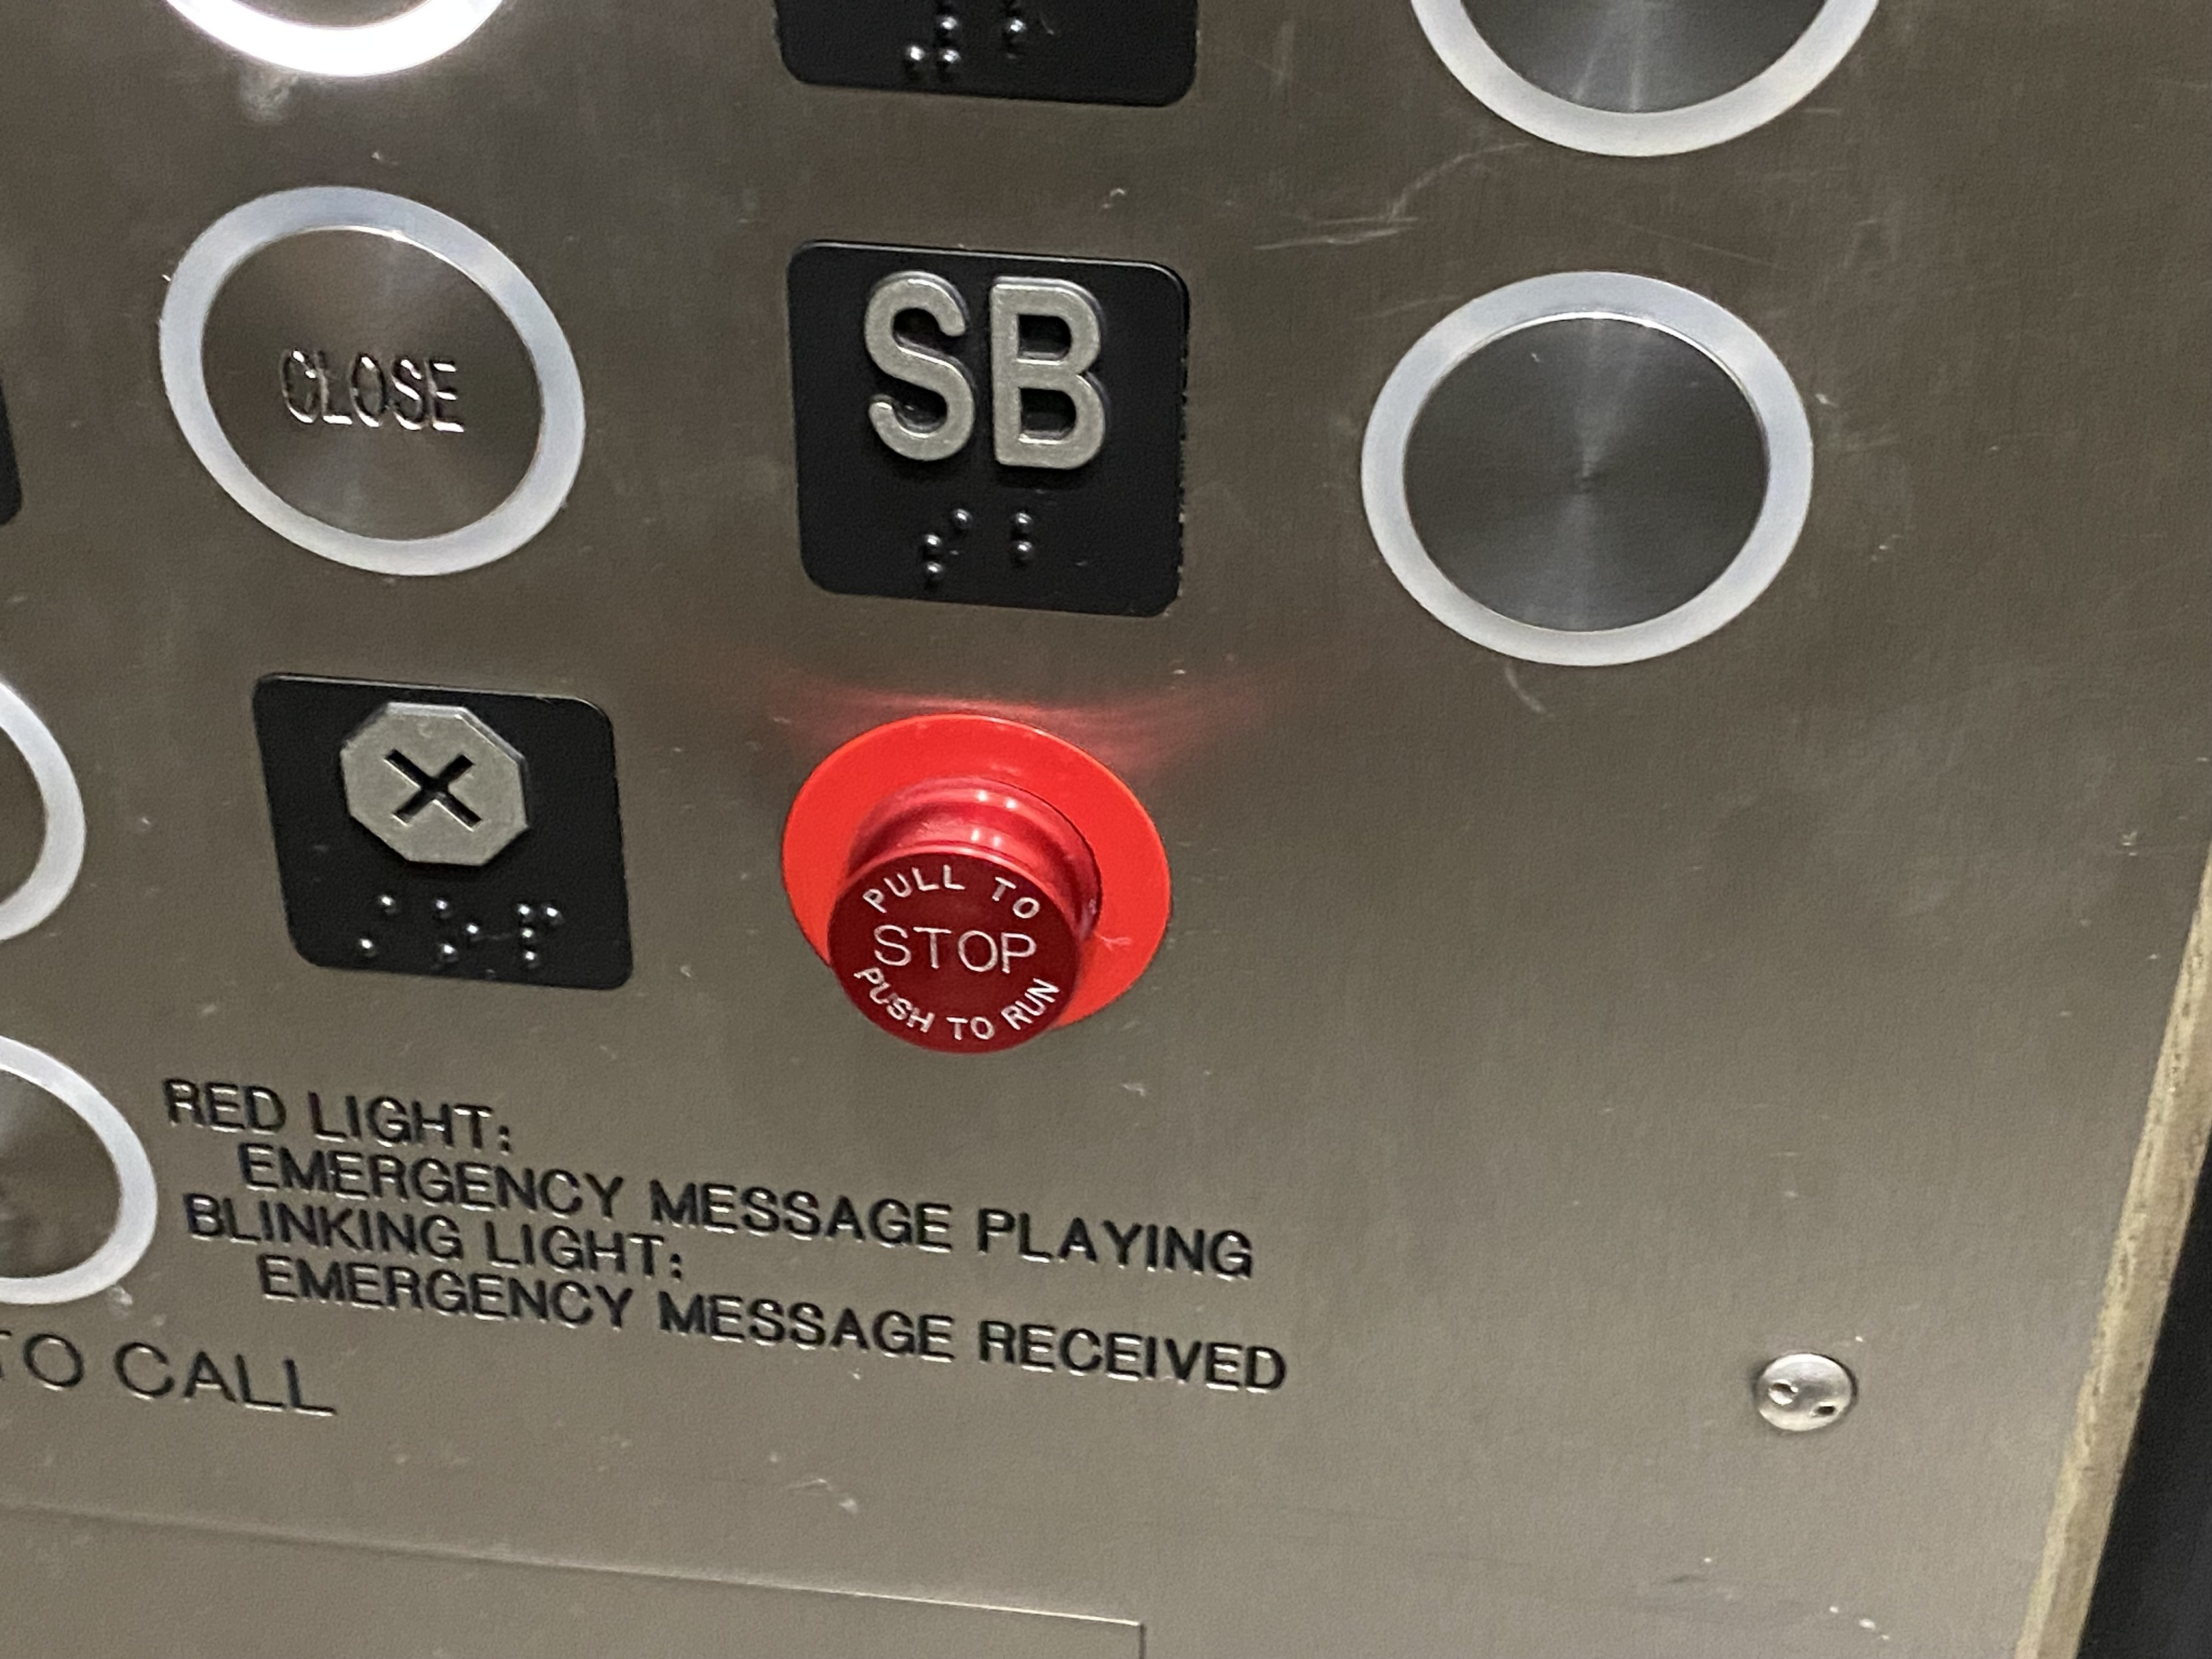 CLOSE
SB
PULL TO
STOP
PUSH TO RUN
RED LIGHT:
EMERGENCY MESSAGE PLAYING
BLINKING LIGHT:
EMERGENCY MESSAGE RECEIVED
TO CALL